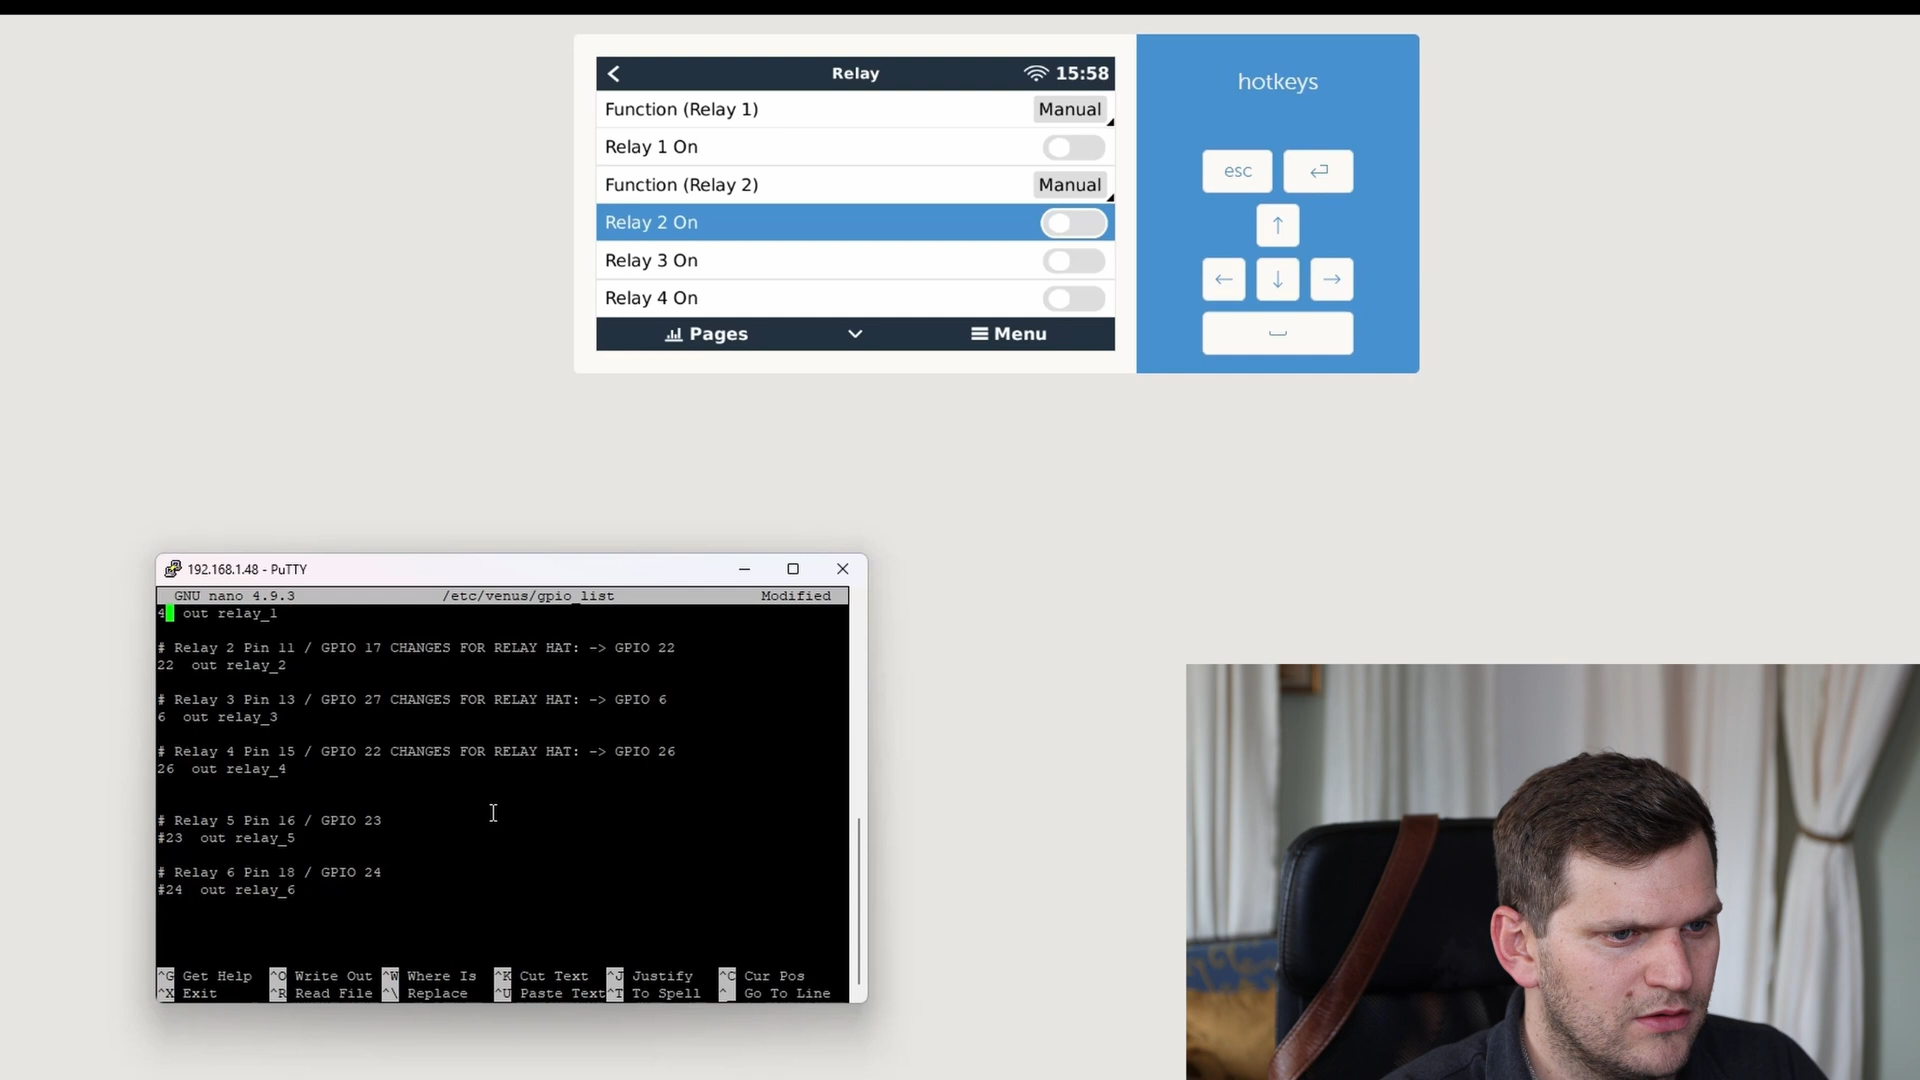 Relay
15:58
Function (Relay 1)
Manual
Relay 1 On
Function (Relay 2)
Manual
Relay 2 On
Relay 3 On
Relay 4 On
Pages
Menu
hotkeys
esc
192.168.1.48 - PuTTY
GNU nano 4.9.3 /etc/venus/gpio_list Modified
4 out relay_1
# Relay 2 Pin 11 / GPIO 17 CHANGES FOR RELAY HAT: -> GPIO 22
22 out relay_2
# Relay 3 Pin 13 / GPIO 27 CHANGES FOR RELAY HAT: -> GPIO 6
6 out relay_3
# Relay 4 Pin 15 / GPIO 22 CHANGES FOR RELAY HAT: -> GPIO 26
26 out relay_4
# Relay 5 Pin 16 / GPIO 23
#23 out relay_5
# Relay 6 Pin 18 / GPIO 24
#24 out relay_6
^G Get Help ^O Write Out ^W Where Is ^K Cut Text ^J Justify ^C Cur Pos
^X Exit ^R Read File ^\ Replace ^U Paste Text ^T To Spell ^_ Go To Line